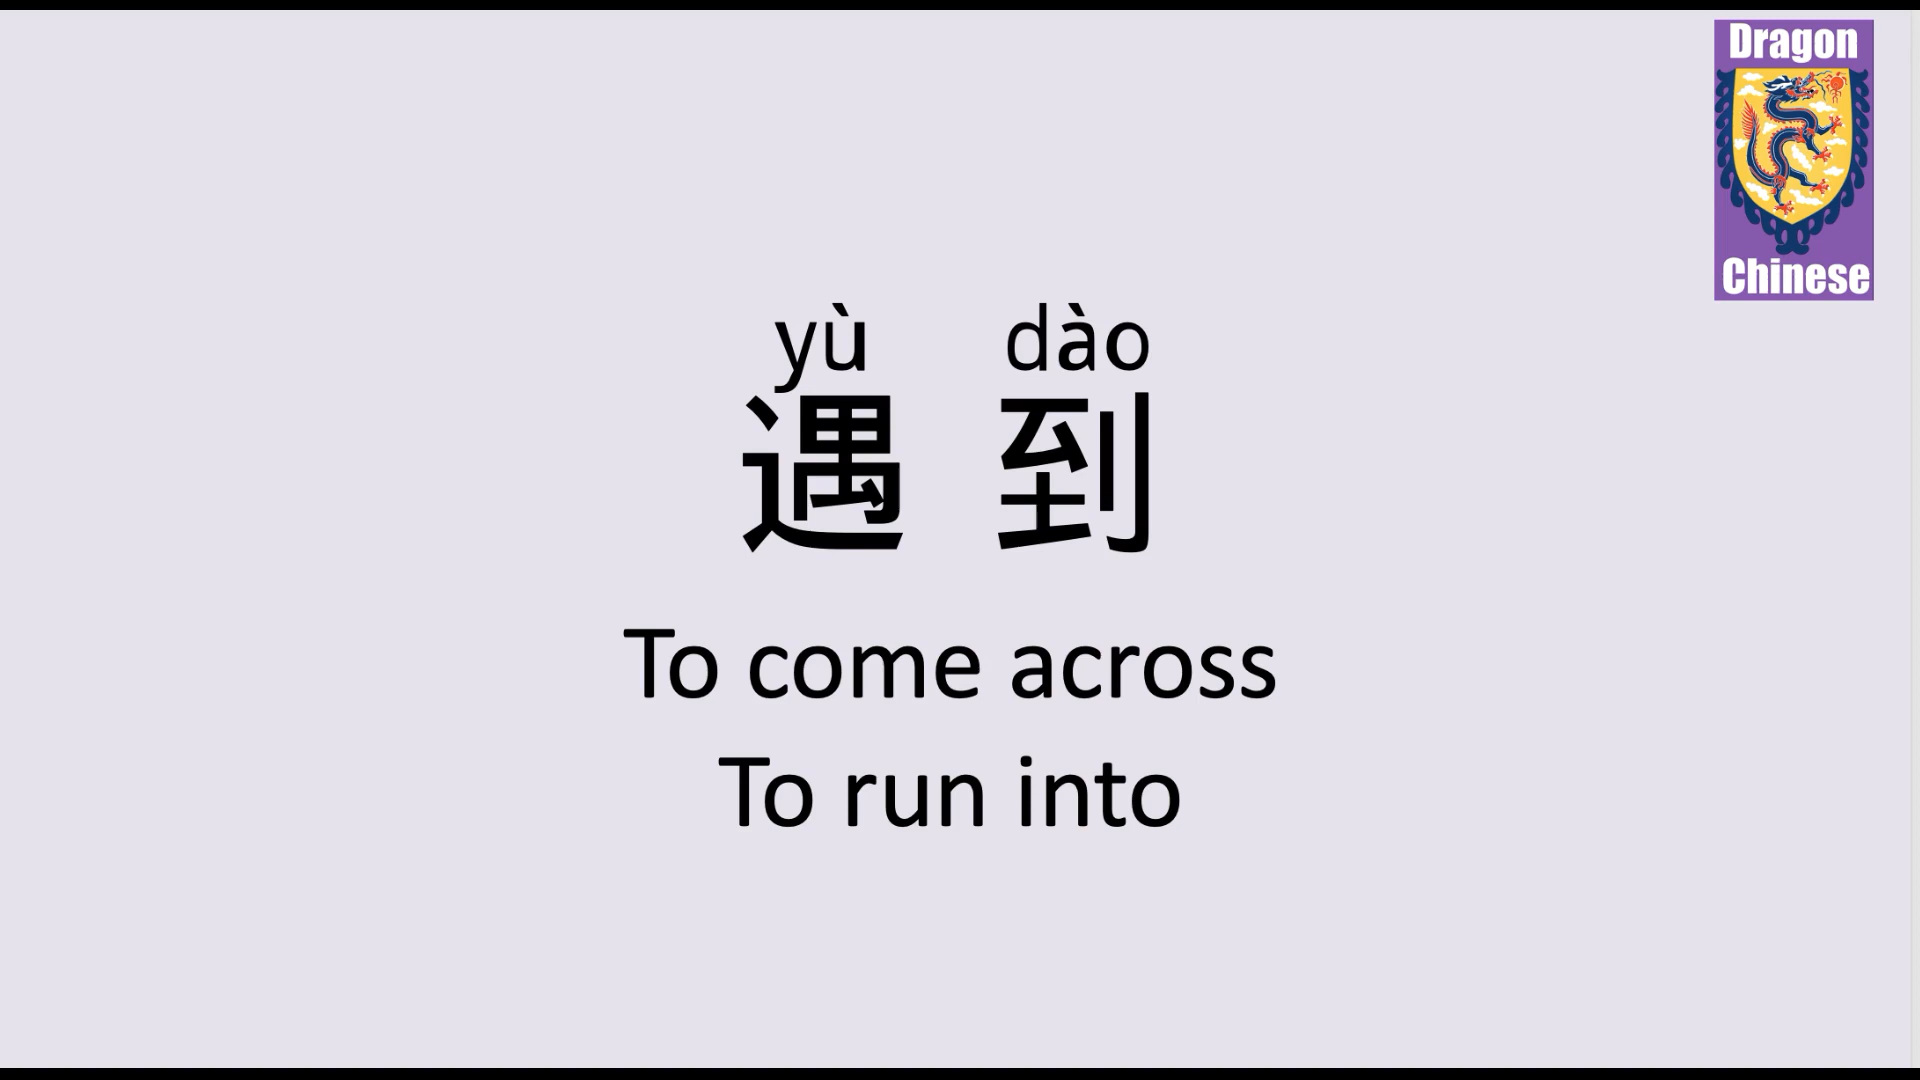 Dragon
Chinese
yù dào
遇到
To come across
To run into